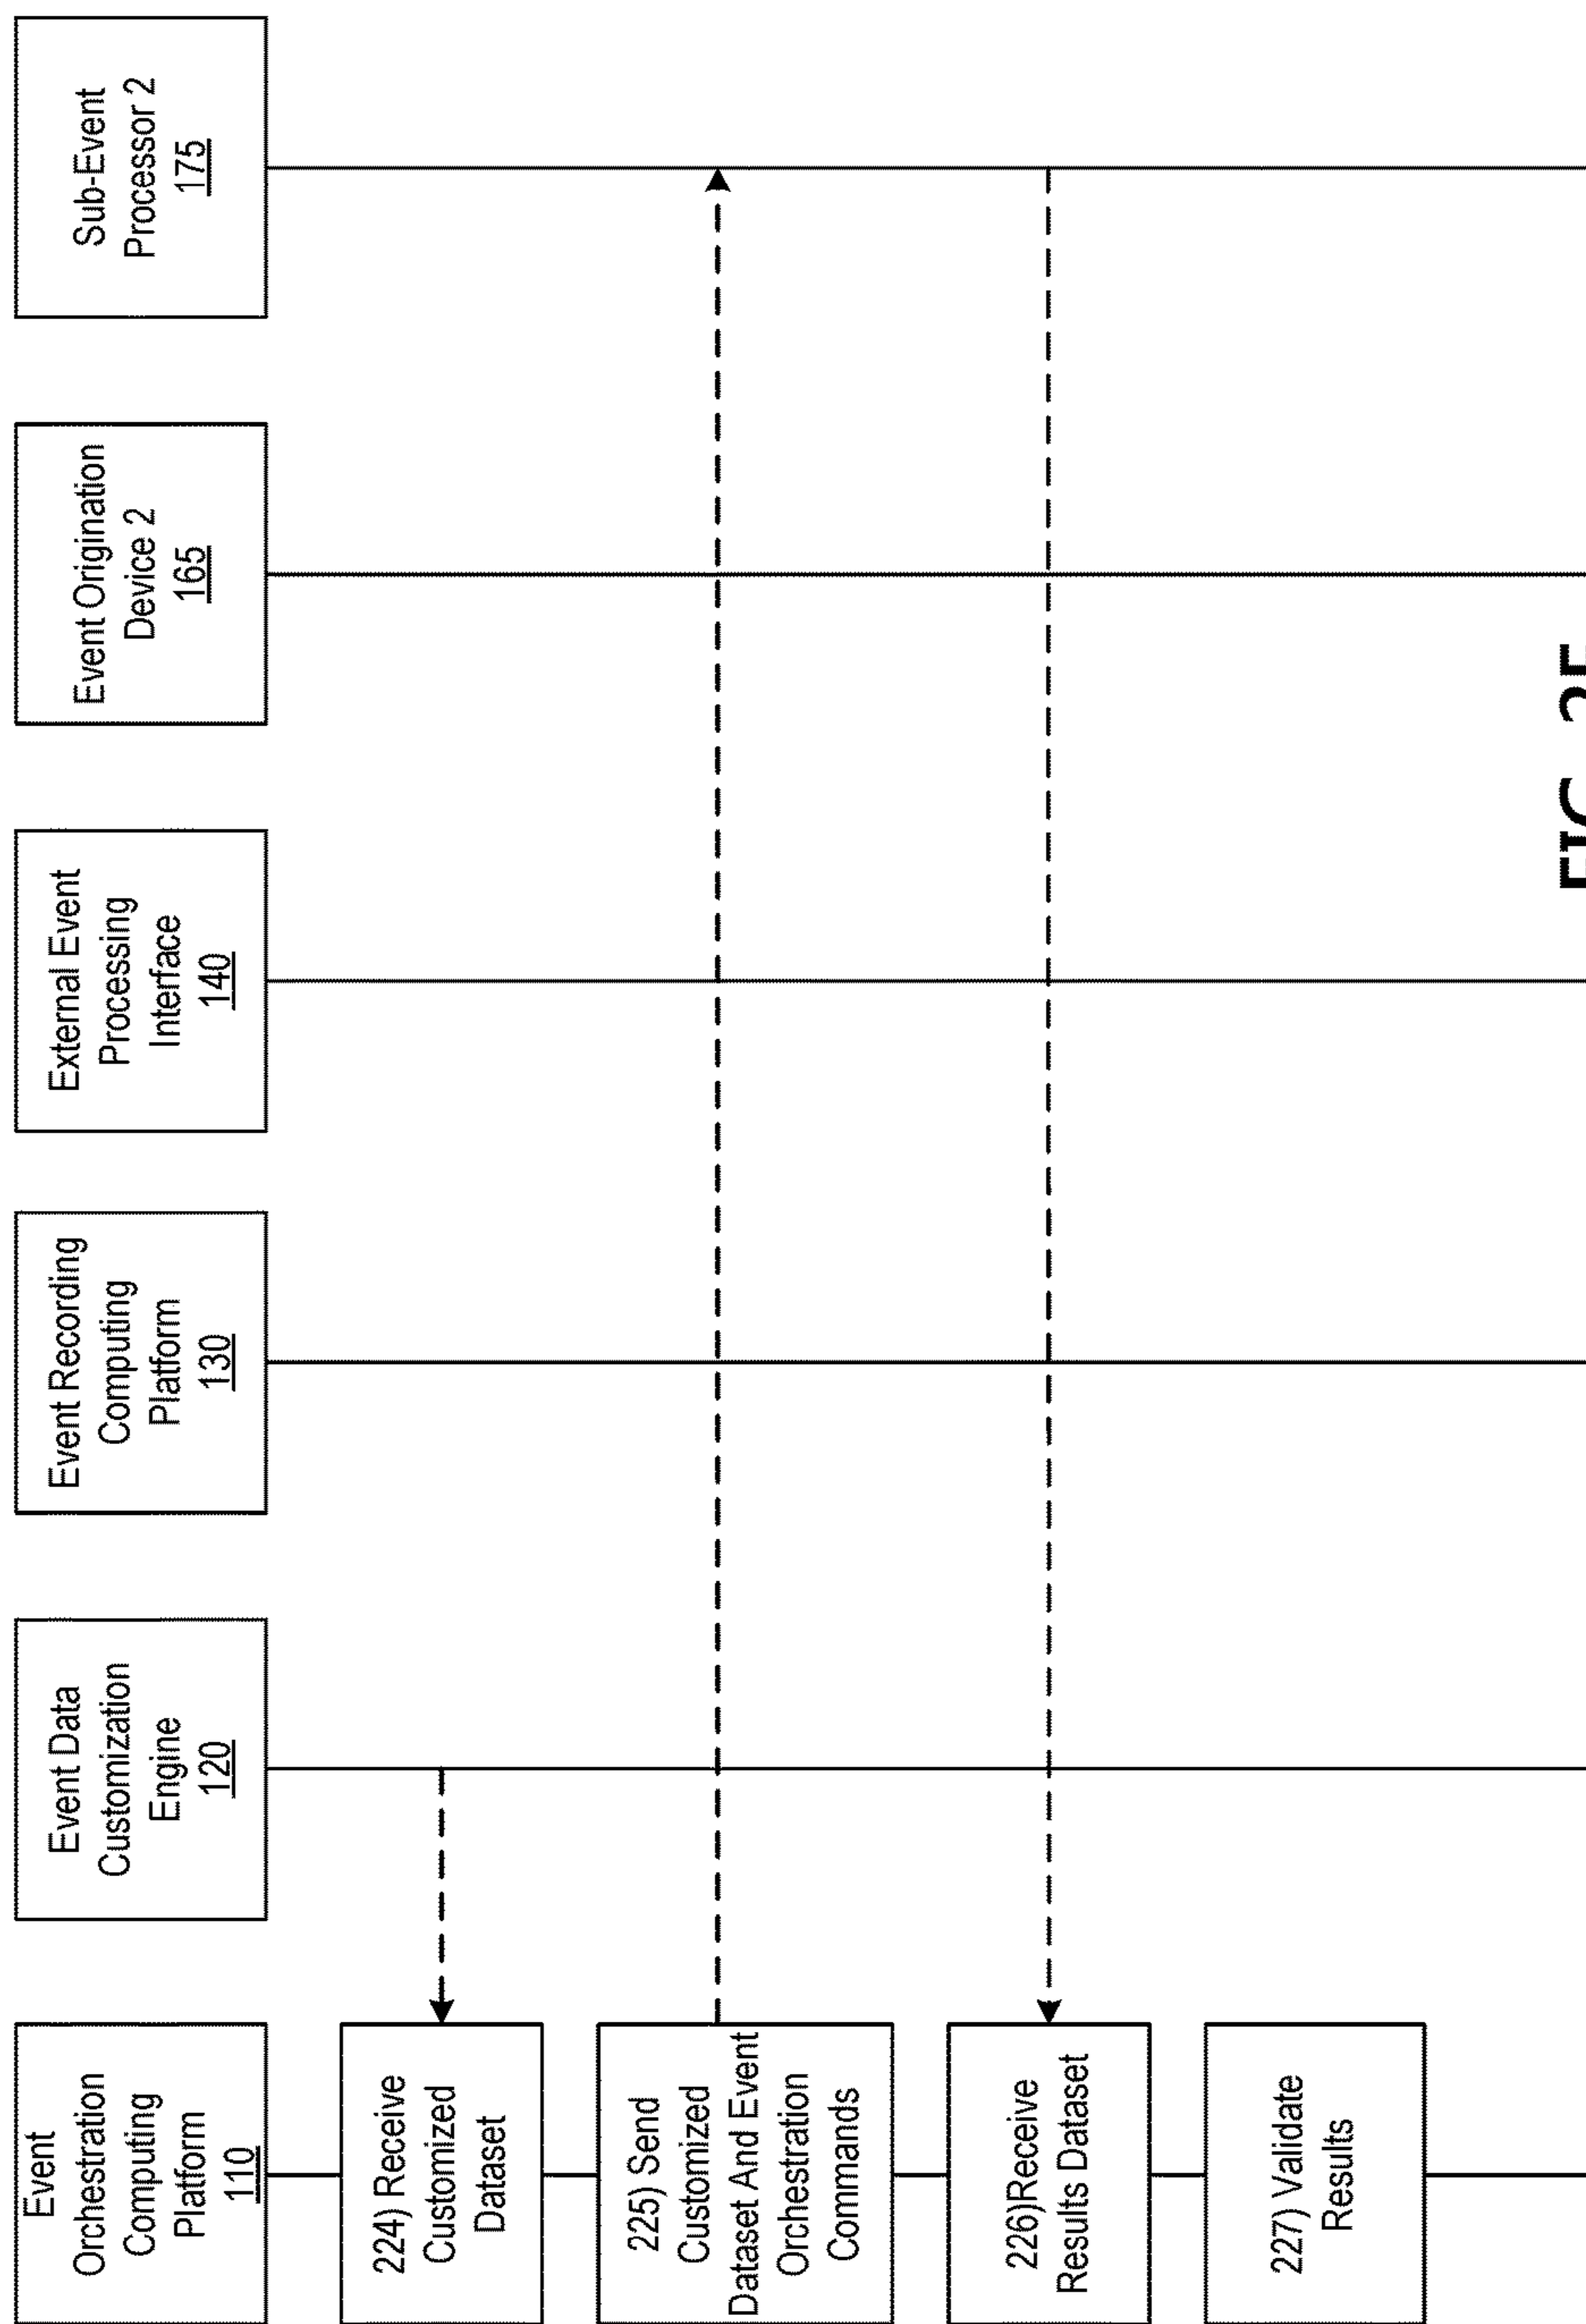 Event
Orchestration
Computing
Platform
110
Event Data
Customization
Engine
120
Event Recording
Computing
Platform
130
External Event
Processing
Interface
140
Event Origination
Device 2
165
Sub-Event
Processor 2
175
224) Receive
Customized
Dataset
225) Send
Customized
Dataset And Event
Orchestration
Commands
226)Receive
Results Dataset
227) Validate
Results